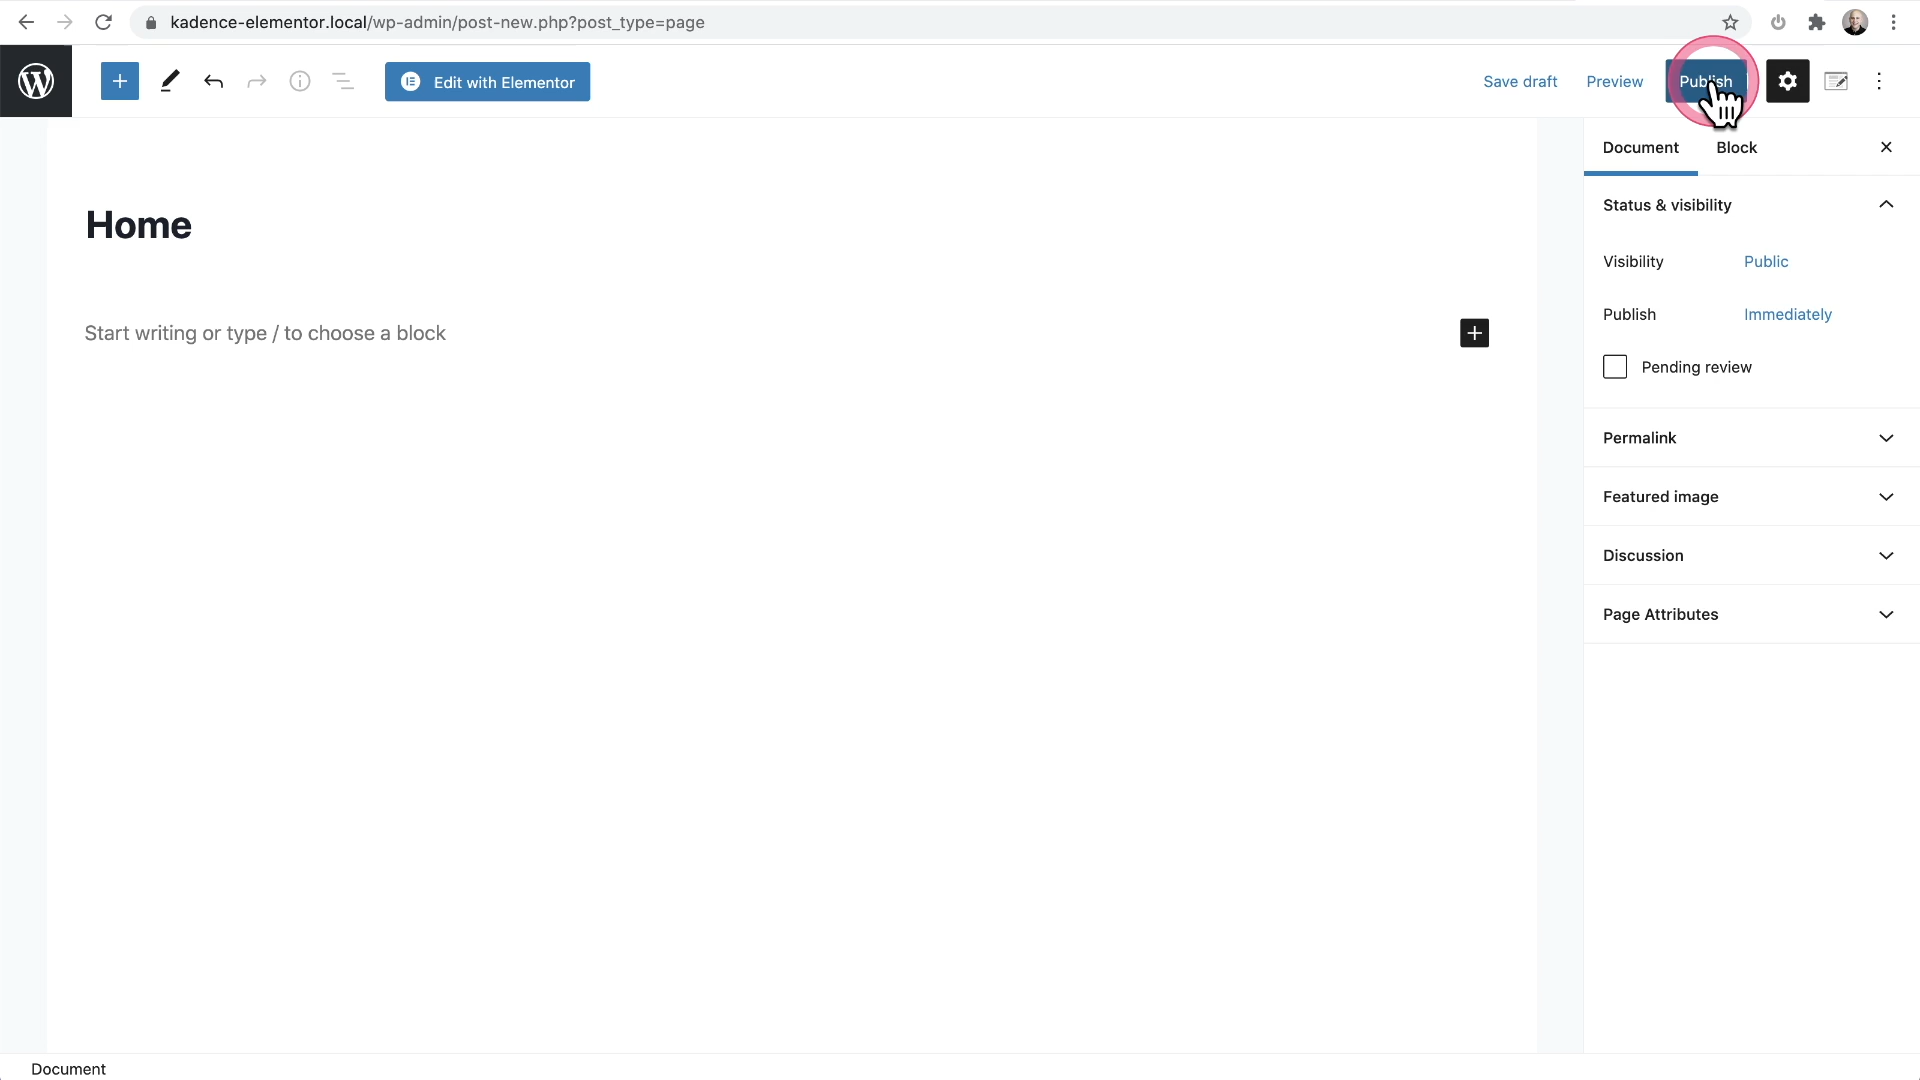 kadence-elementor.local/wp-admin/post-new.php?post_type=page
Edit with Elementor
Save draft
Preview
Publish
Document
Block
Home
Status & visibility
Visibility
Public
Start writing or type / to choose a block
Publish
Immediately
Pending review
Permalink
Featured image
Discussion
Page Attributes
Document